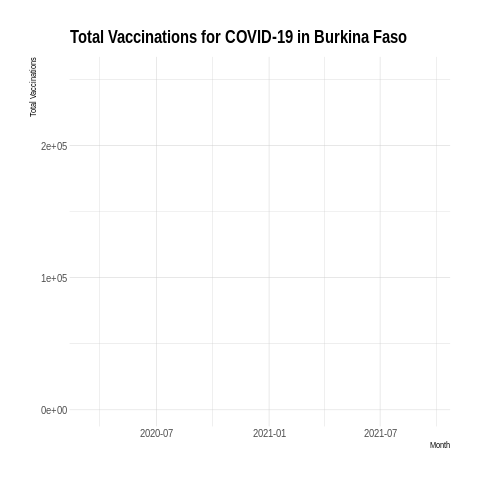 Total Vaccinations for COVID-19 in Burkina Faso
Total Vaccinations
2e+05
1e+05
0e+00
2020-07 2021-01 2021-07
Month